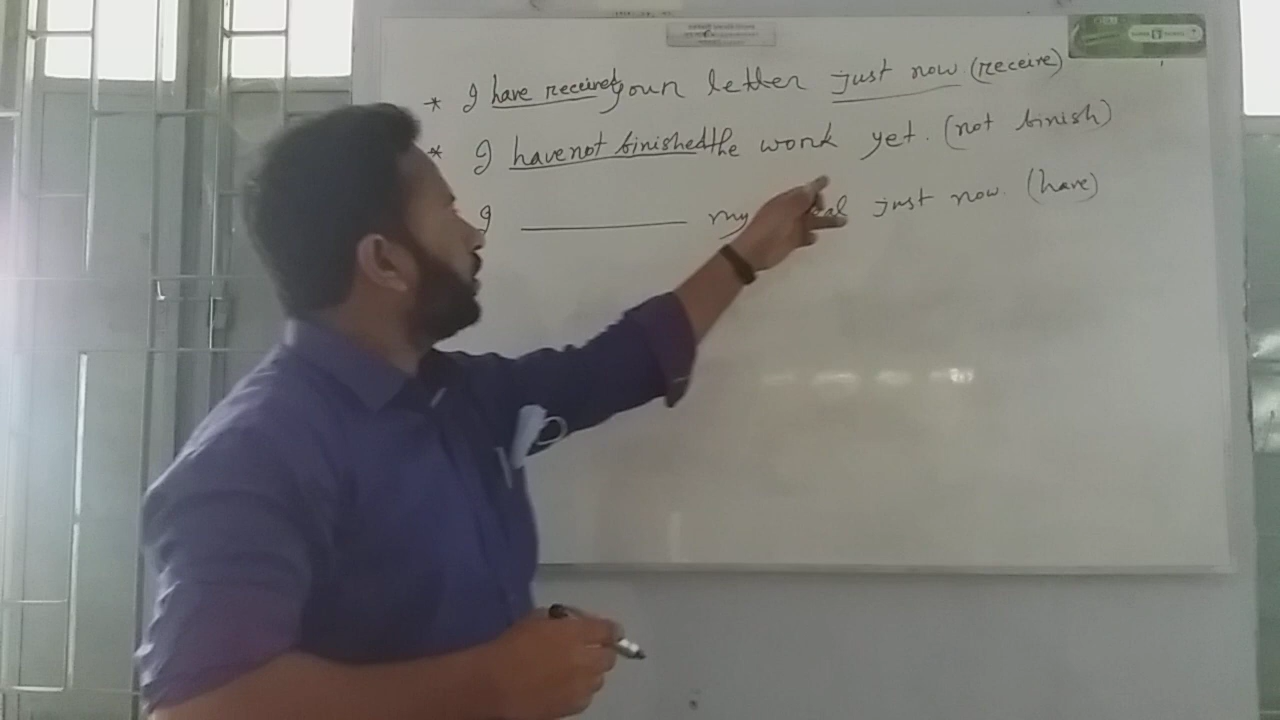 * I have received your letter just now (receive)
* I have not finished the work yet. (not finish)
I ________ my just now. (have)